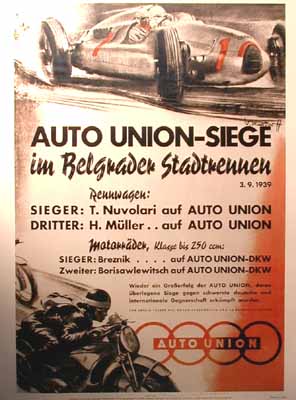 10
AUTO UNION–SIEGE
im Belgrader Stadtrennen
3. 9. 1939
Rennwagen:
SIEGER: T. Nuvolari auf AUTO UNION
DRITTER: H. Müller .. auf AUTO UNION
Motorräder, Klasse bis 250 ccm:
SIEGER: Breznik .... auf AUTO UNION-DKW
Zweiter: Borisawlewitsch auf AUTO UNION-DKW
Wieder ein Großerfolg der AUTO UNION, deren
überlegene Siege gegen schwerste deutsche und
internationale Gegnerschaft erkämpft wurden.
AUTO UNION